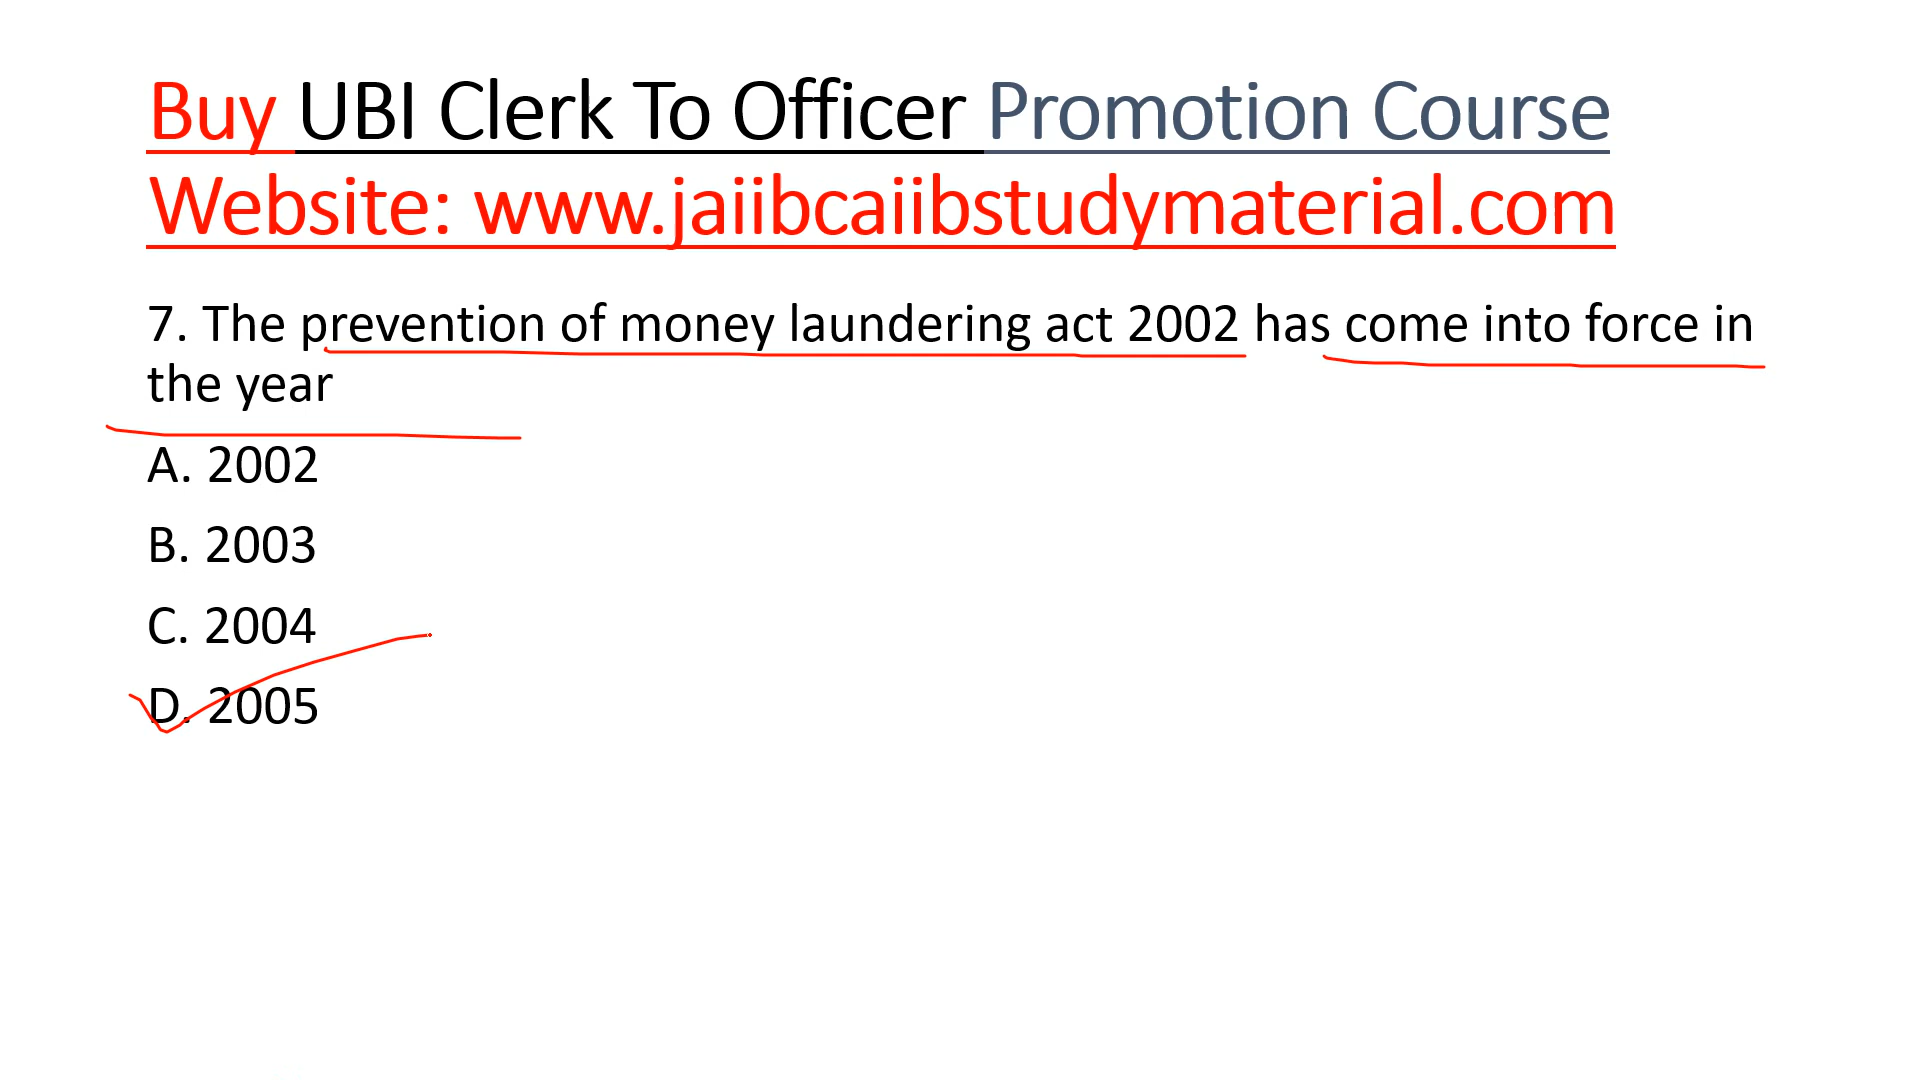 Buy UBI Clerk To Officer Promotion Course
Website: www.jaiibcaiibstudymaterial.com
7. The prevention of money laundering act 2002 has come into force in
the year
A. 2002
B. 2003
C. 2004
D. 2005